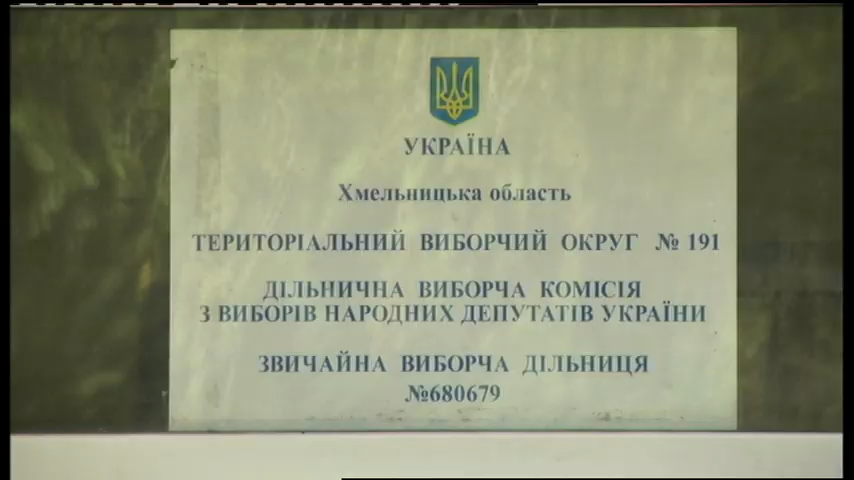 УКРАЇНА
Хмельницька область
ТЕРИТОРІАЛЬНИЙ ВИБОРЧИЙ ОКРУГ № 191
ДІЛЬНИЧНА ВИБОРЧА КОМІСІЯ
З ВИБОРІВ НАРОДНИХ ДЕПУТАТІВ УКРАЇНИ
ЗВИЧАЙНА ВИБОРЧА ДІЛЬНИЦЯ
№680679